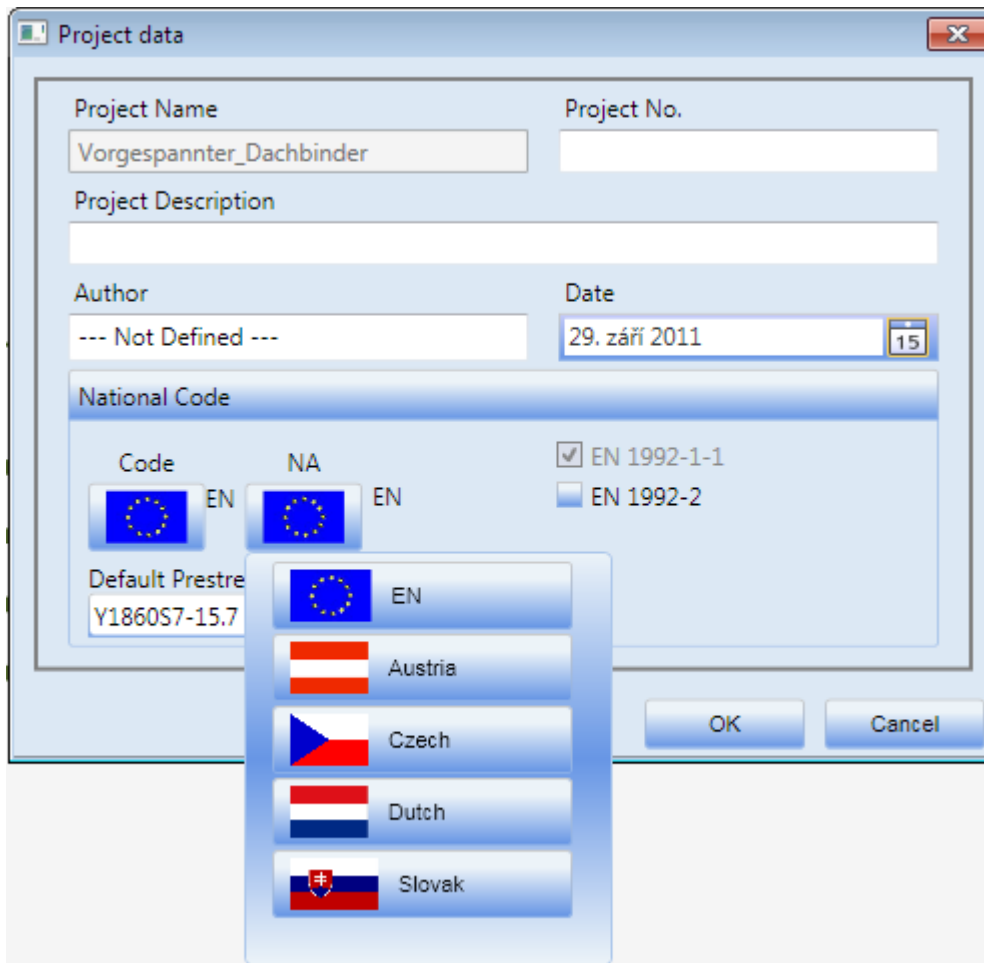 Project data
Project Name
Project No.
Vorgespannter_Dachbinder
Project Description
Author
Date
--- Not Defined ---
29. září 2011
15
National Code
Code
NA
EN 1992-1-1
EN
EN
EN 1992-2
Default Prestre
Y1860S7-15.7
EN
Austria
Czech
Dutch
Slovak
OK
Cancel